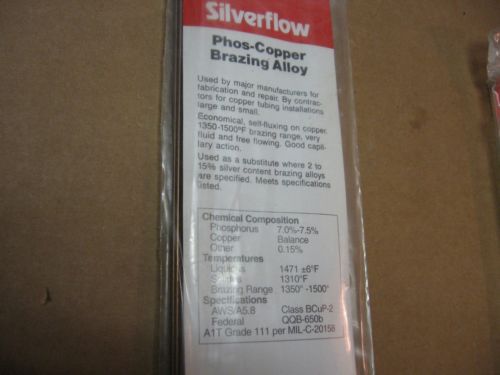 Silverflow
Phos-Copper
Brazing Alloy
Used by major manufacturers for
fabrication and repair. By contrac-
tors for copper tubing installations
large and small.
Economical, self-fluxing on copper.
1350-1500°F brazing range, very
fluid and free flowing. Good capil-
lary action.
Used as a substitute where 2 to
15% silver content brazing alloys
are specified. Meets specifications
listed.
Chemical Composition
Phosphorus 7.0%-7.5%
Copper Balance
Other 0.15%
Temperatures
Liquidus 1471 ±6°F
Solidus 1310°F
Brazing Range 1350° -1500°
Specifications
AWS/A5.8 Class BCuP-2
Federal QQB-650b
A1T Grade 111 per MIL-C-20158